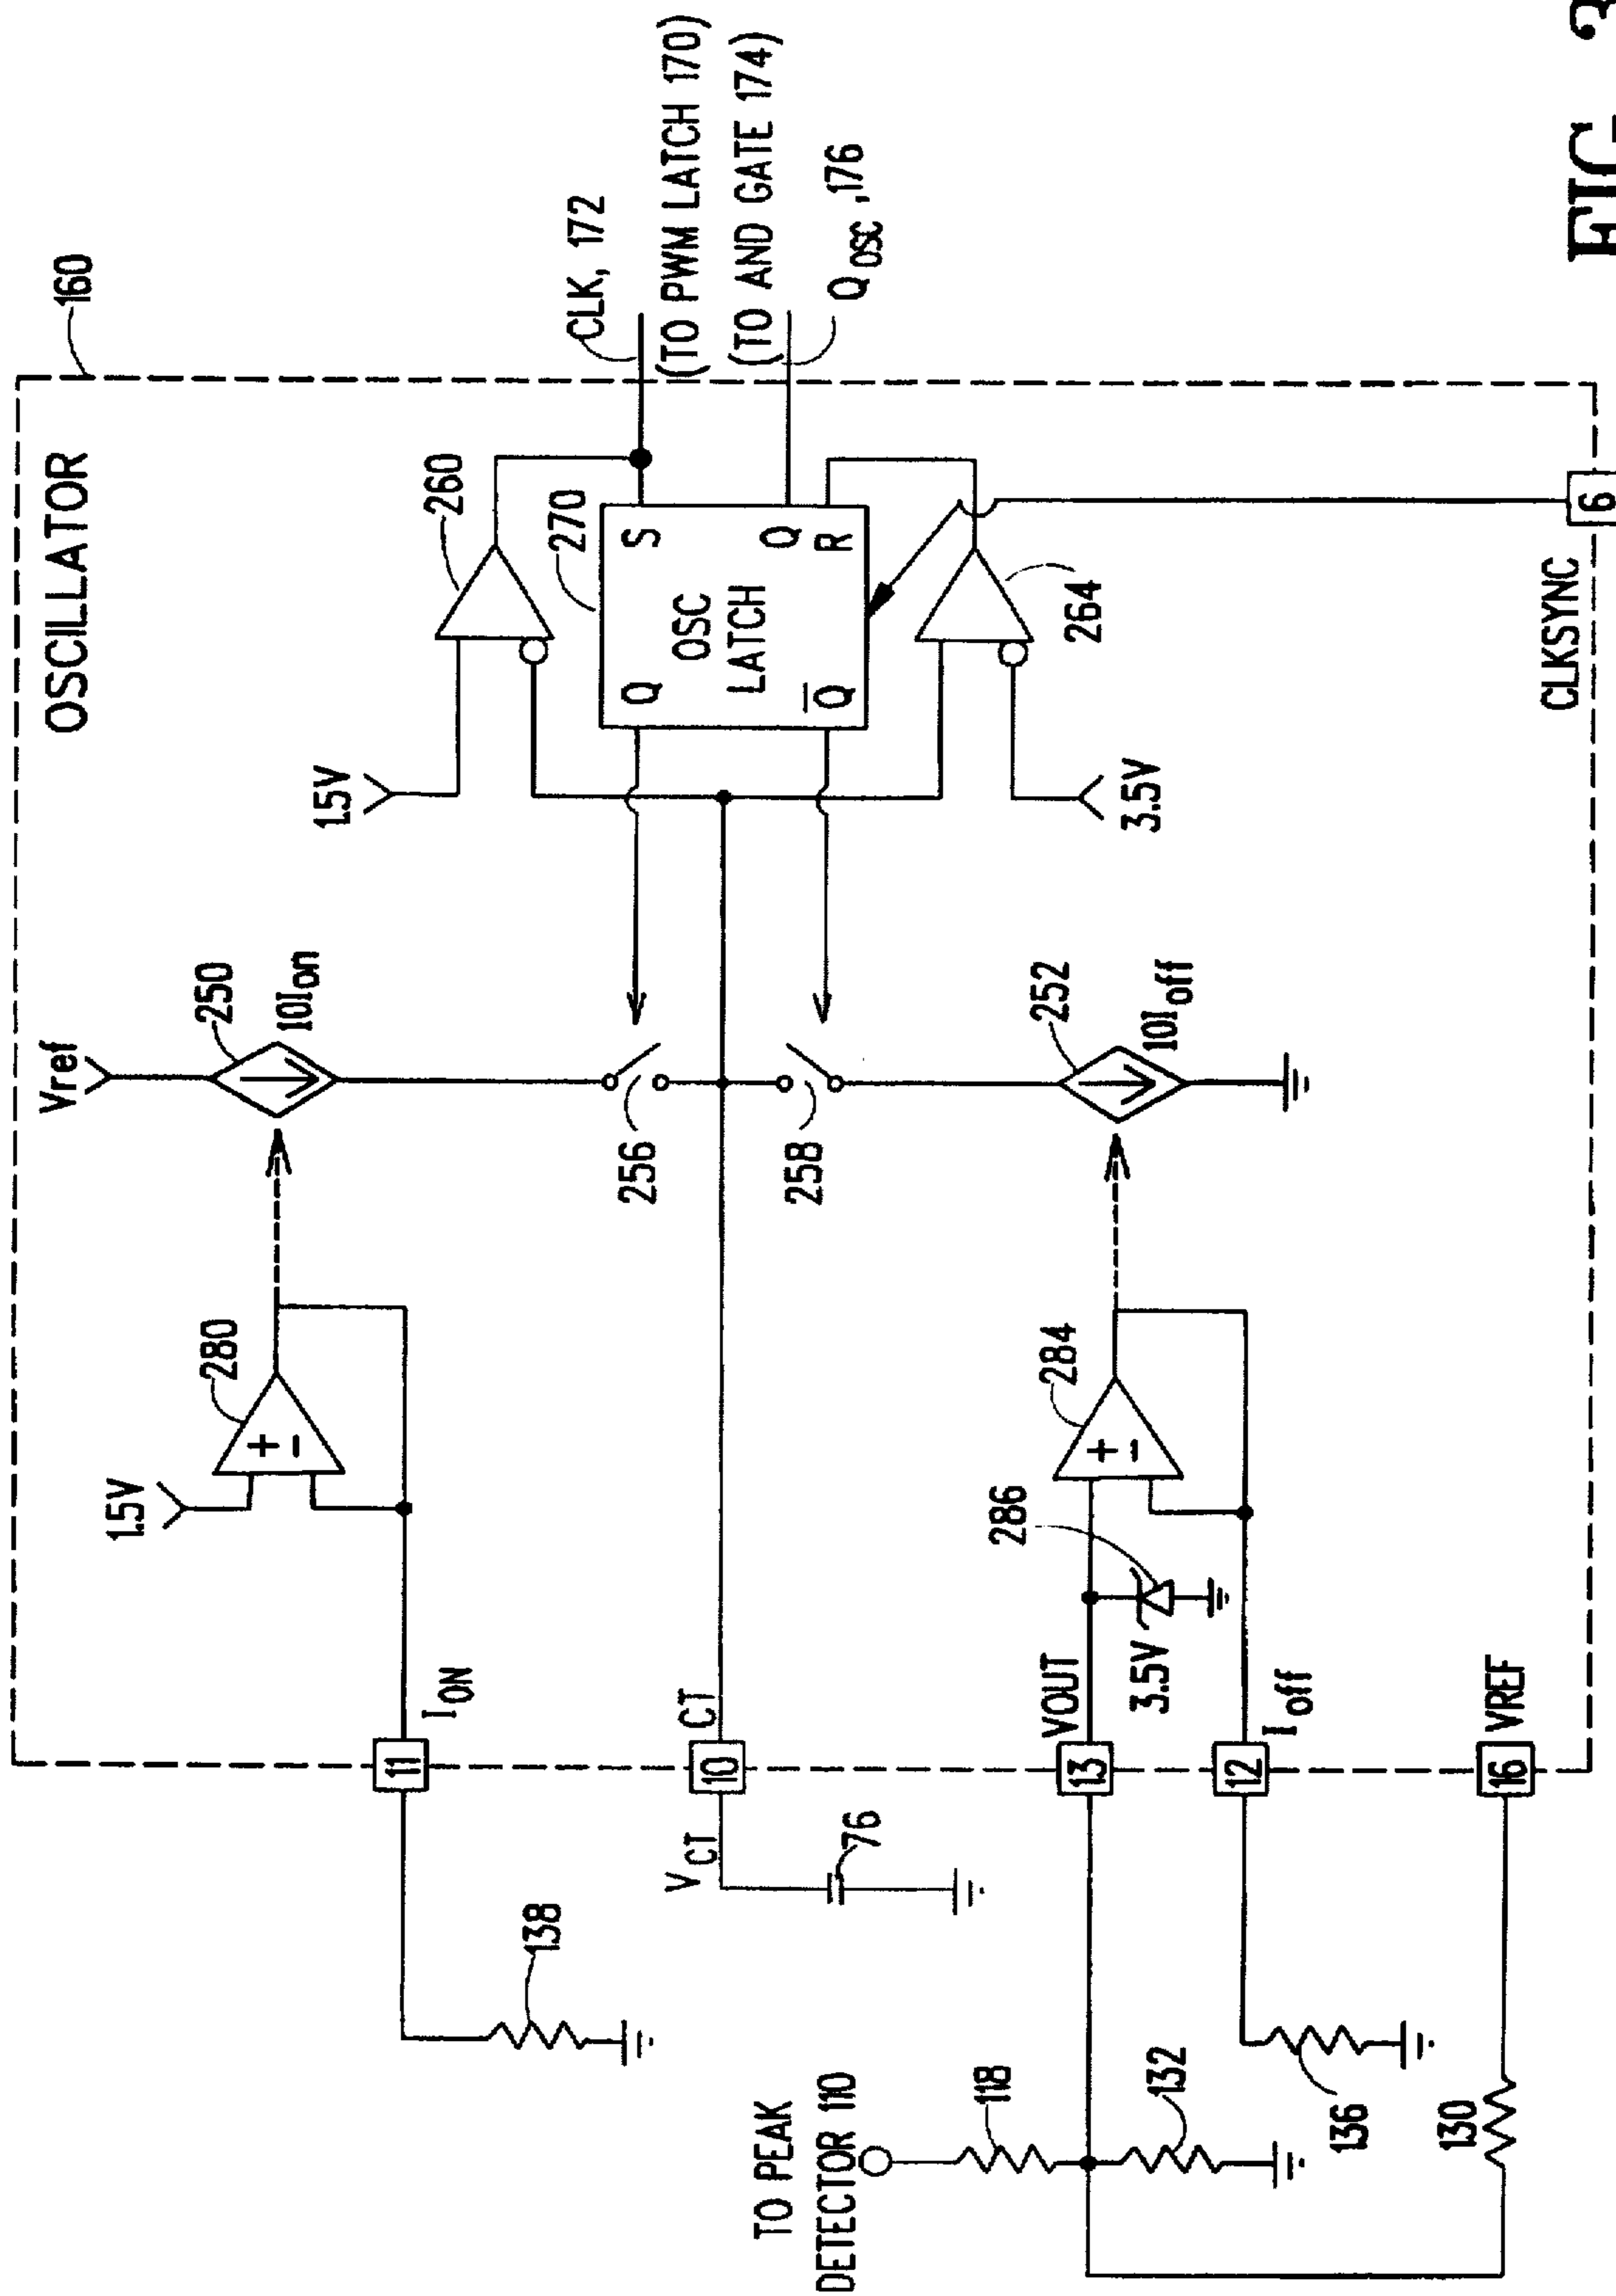 OSCILLATOR
160
Vref
250
10I on
1.5V
280
1.5V
260
270
CLK, 172
(TO PWM LATCH 170)
(TO AND GATE 174)
Q OSC ,176
Q
S
OSC
LATCH
Q
Q̅
R
I ON
11
138
256
258
V CT
CT
10
76
264
3.5V
252
10I off
284
286
VOUT
13
3.5V
I off
12
VREF
16
TO PEAK
DETECTOR 110
118
132
136
130
CLKSYNC
6
FIG. 3